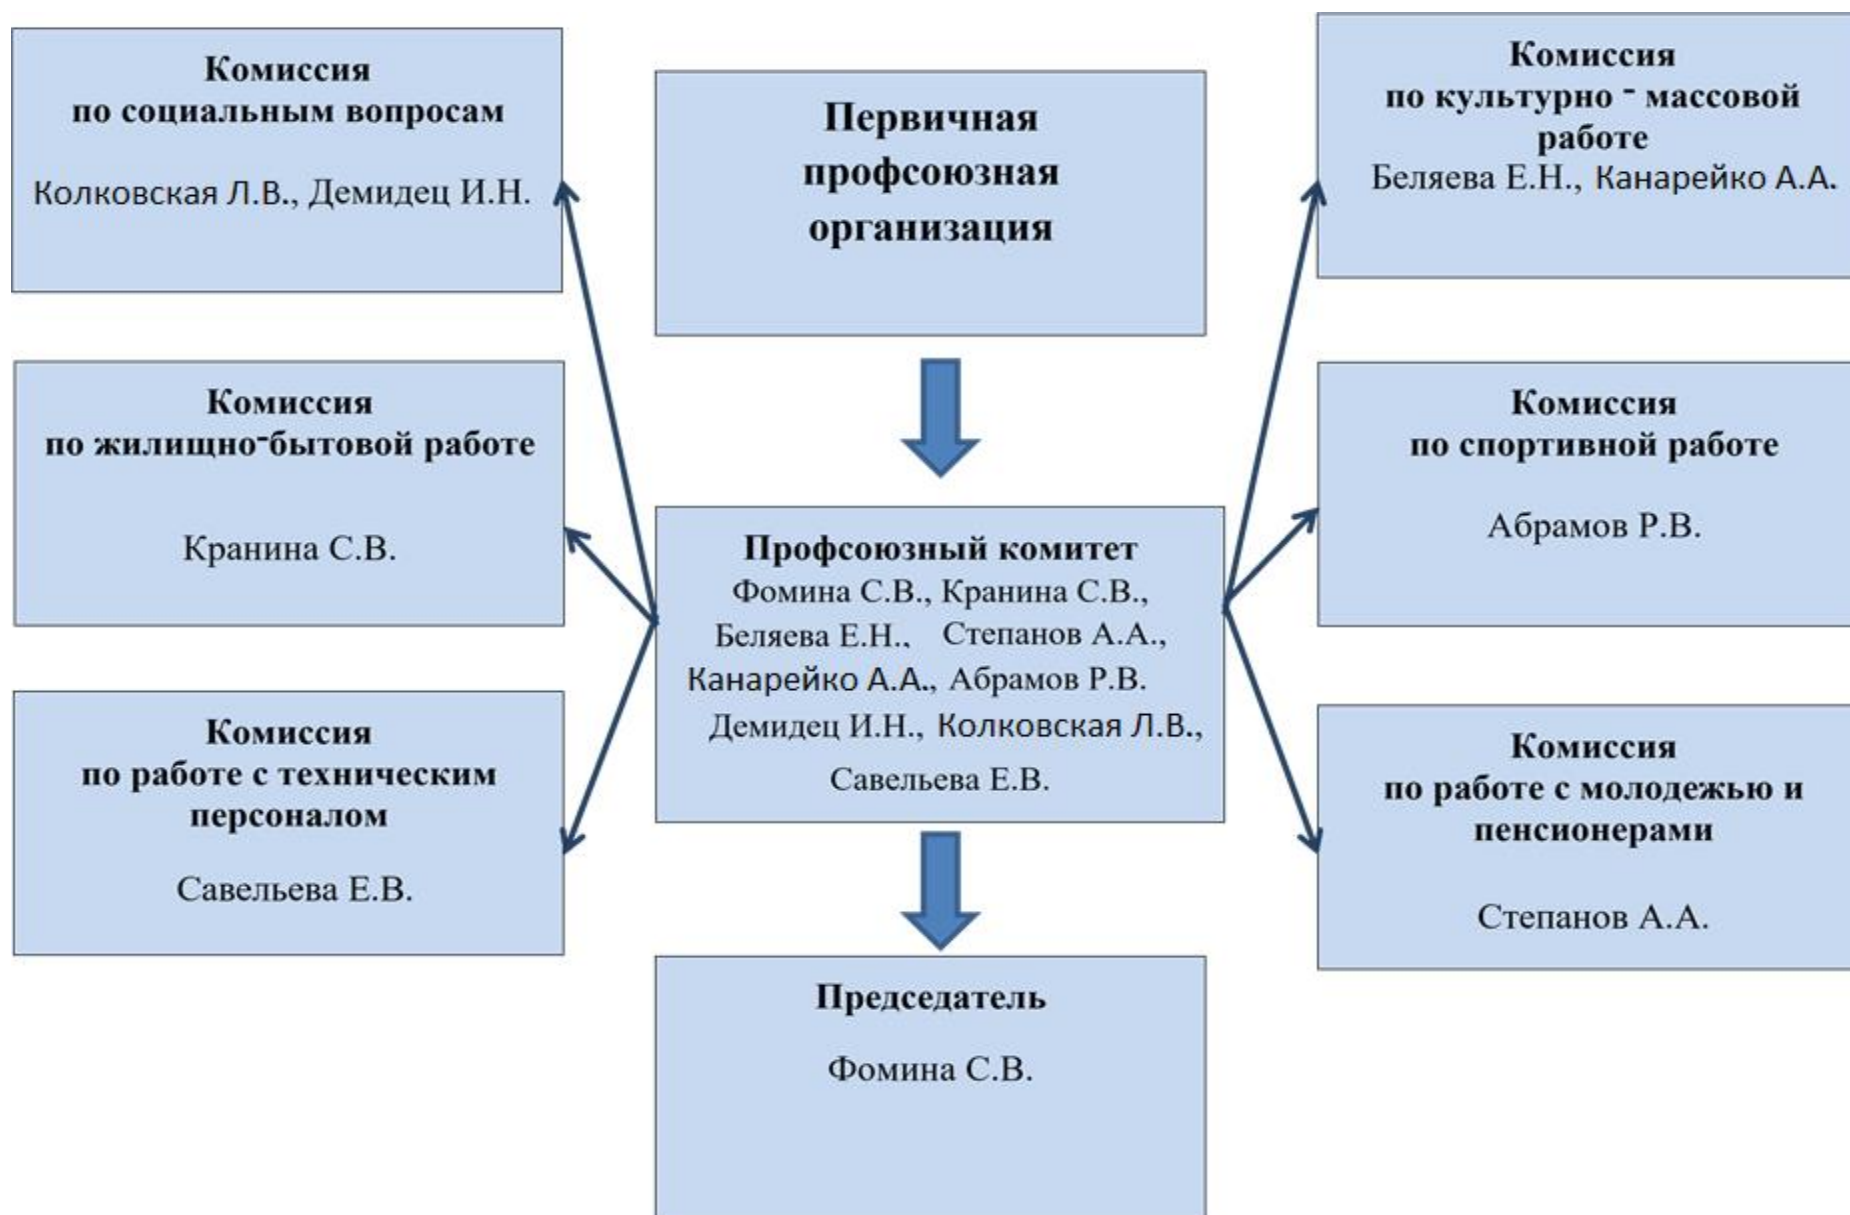 Комиссия
по социальным вопросам
Колковская Л.В., Демидец И.Н.
Комиссия
по жилищно-бытовой работе
Кранина С.В.
Комиссия
по работе с техническим
персоналом
Савельева Е.В.
Первичная
профсоюзная
организация
Профсоюзный комитет
Фомина С.В., Кранина С.В.,
Беляева Е.Н., Степанов А.А.,
Канарейко А.А., Абрамов Р.В.
Демидец И.Н., Колковская Л.В.,
Савельева Е.В.
Председатель
Фомина С.В.
Комиссия
по культурно - массовой
работе
Беляева Е.Н., Канарейко А.А.
Комиссия
по спортивной работе
Абрамов Р.В.
Комиссия
по работе с молодежью и
пенсионерами
Степанов А.А.